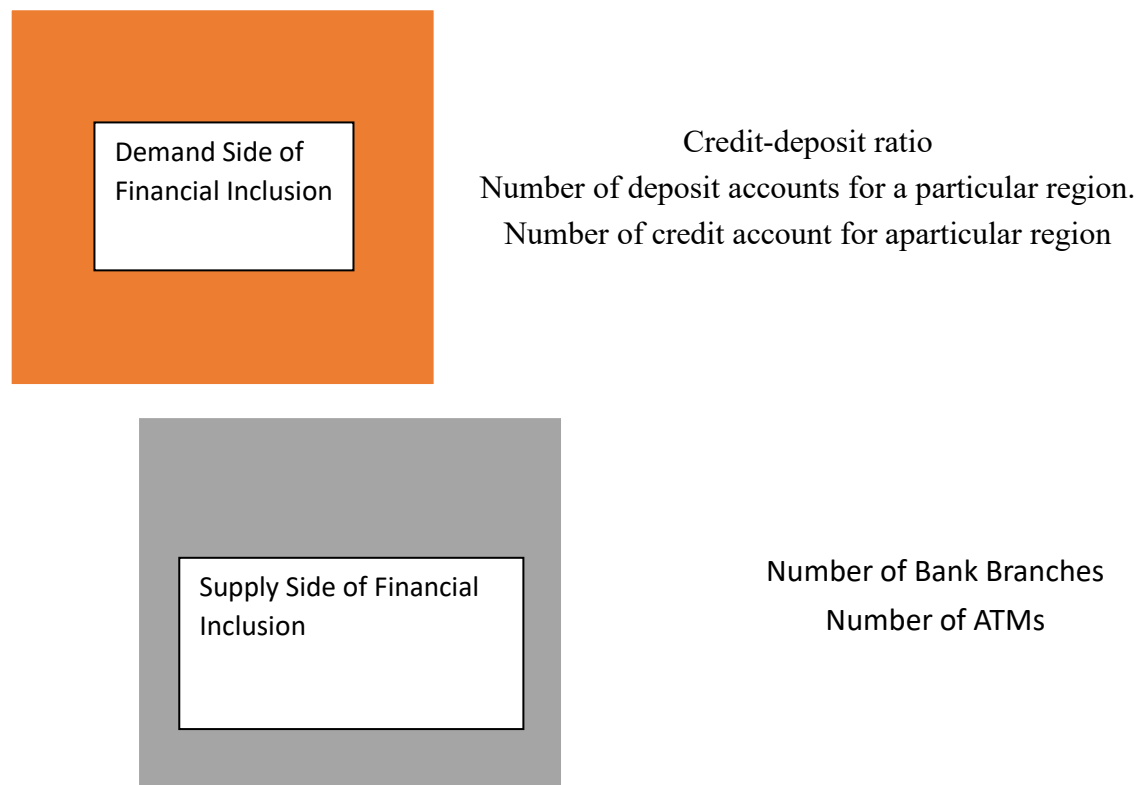 Demand Side of
Financial Inclusion
Credit-deposit ratio
Number of deposit accounts for a particular region.
Number of credit account for aparticular region
Supply Side of Financial
Inclusion
Number of Bank Branches
Number of ATMs